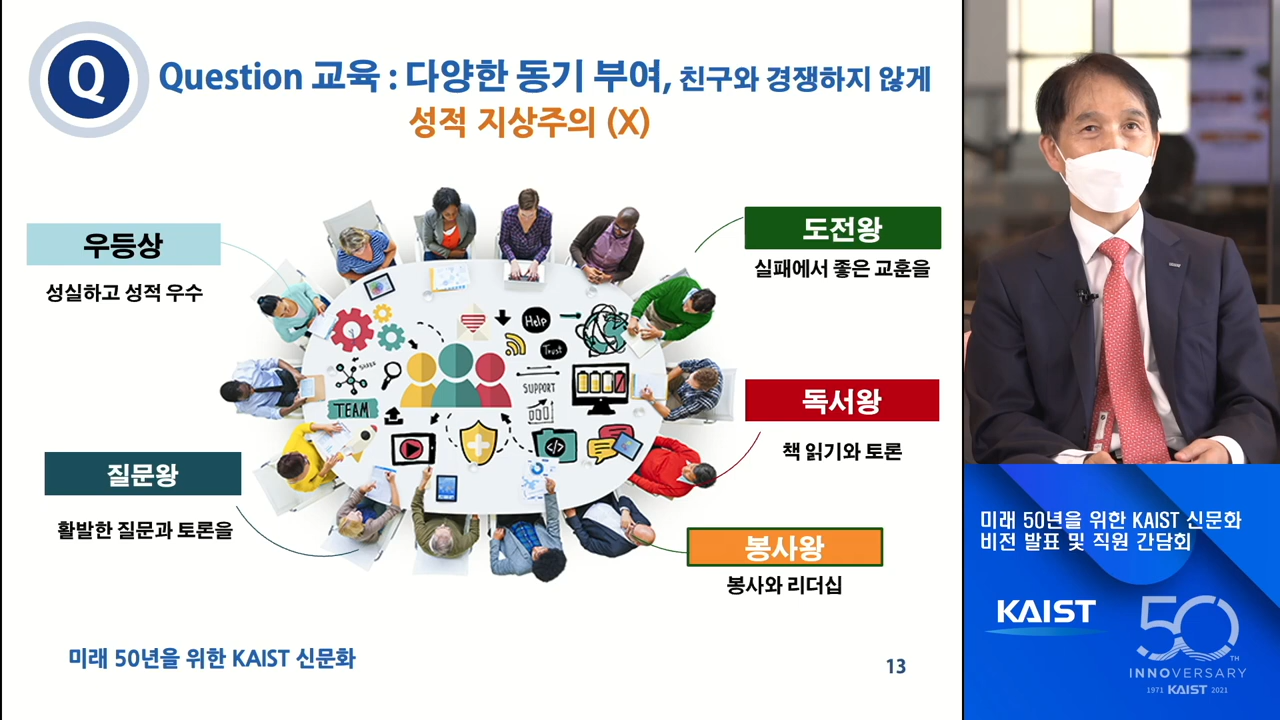 Q
Question 교육 : 다양한 동기 부여, 친구와 경쟁하지 않게
성적 지상주의 (X)
우등상
성실하고 성적 우수
도전왕
실패에서 좋은 교훈을
독서왕
책 읽기와 토론
질문왕
활발한 질문과 토론을
봉사왕
봉사와 리더십
Help
Trust
SHARE
SUPPORT
TEAM
미래 50년을 위한 KAIST 신문화
13
미래 50년을 위한 KAIST 신문화
비전 발표 및 직원 간담회
KAIST
50TH
INNOVERSARY
1971 KAIST 2021